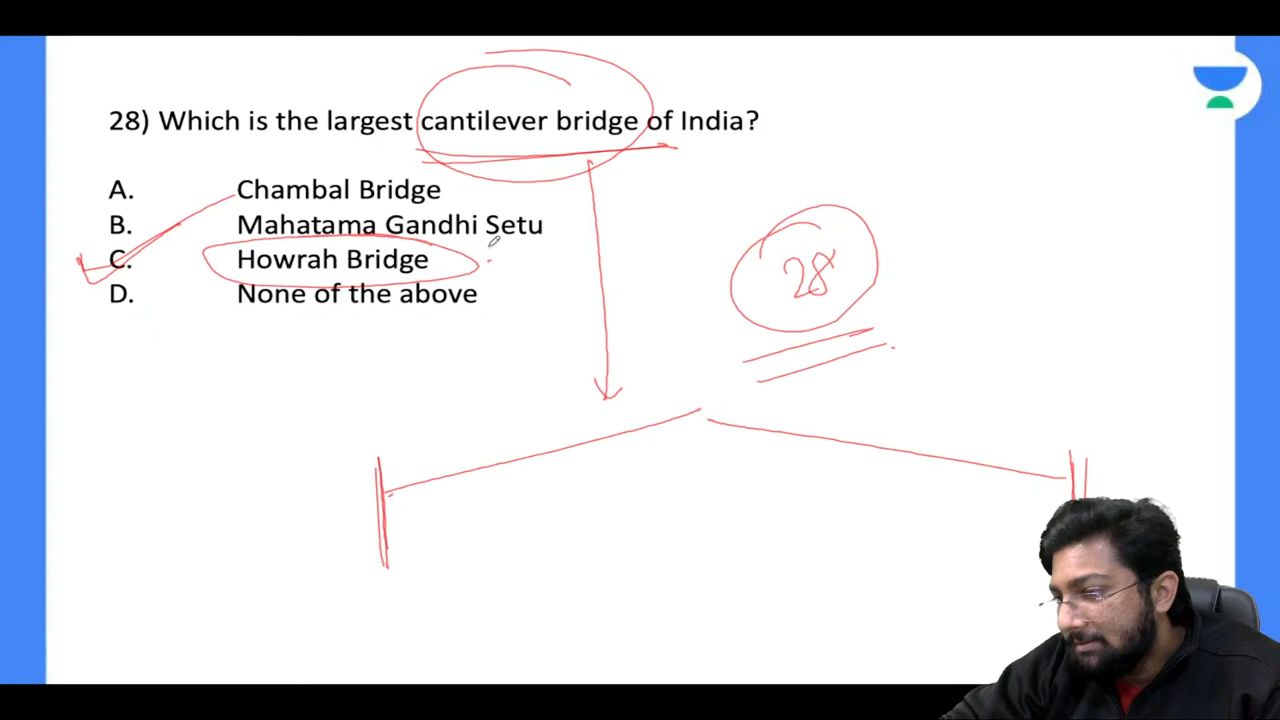 28) Which is the largest cantilever bridge of India?
A. Chambal Bridge
B. Mahatama Gandhi Setu
C. Howrah Bridge
D. None of the above
28